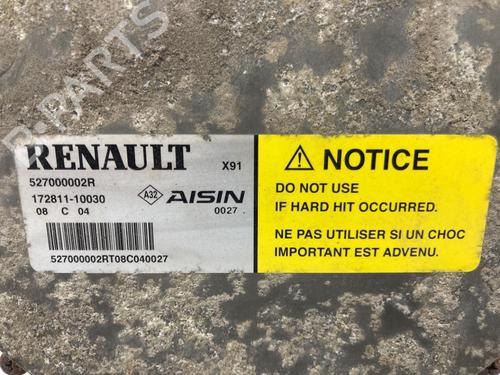 B-PARTS
RENAULT X91
527000002R
172811-10030 A32 AISIN
08 C 04 0027
527000002RT08C040027
⚠ NOTICE
DO NOT USE
IF HARD HIT OCCURRED.
NE PAS UTILISER SI UN CHOC
IMPORTANT EST ADVENU.